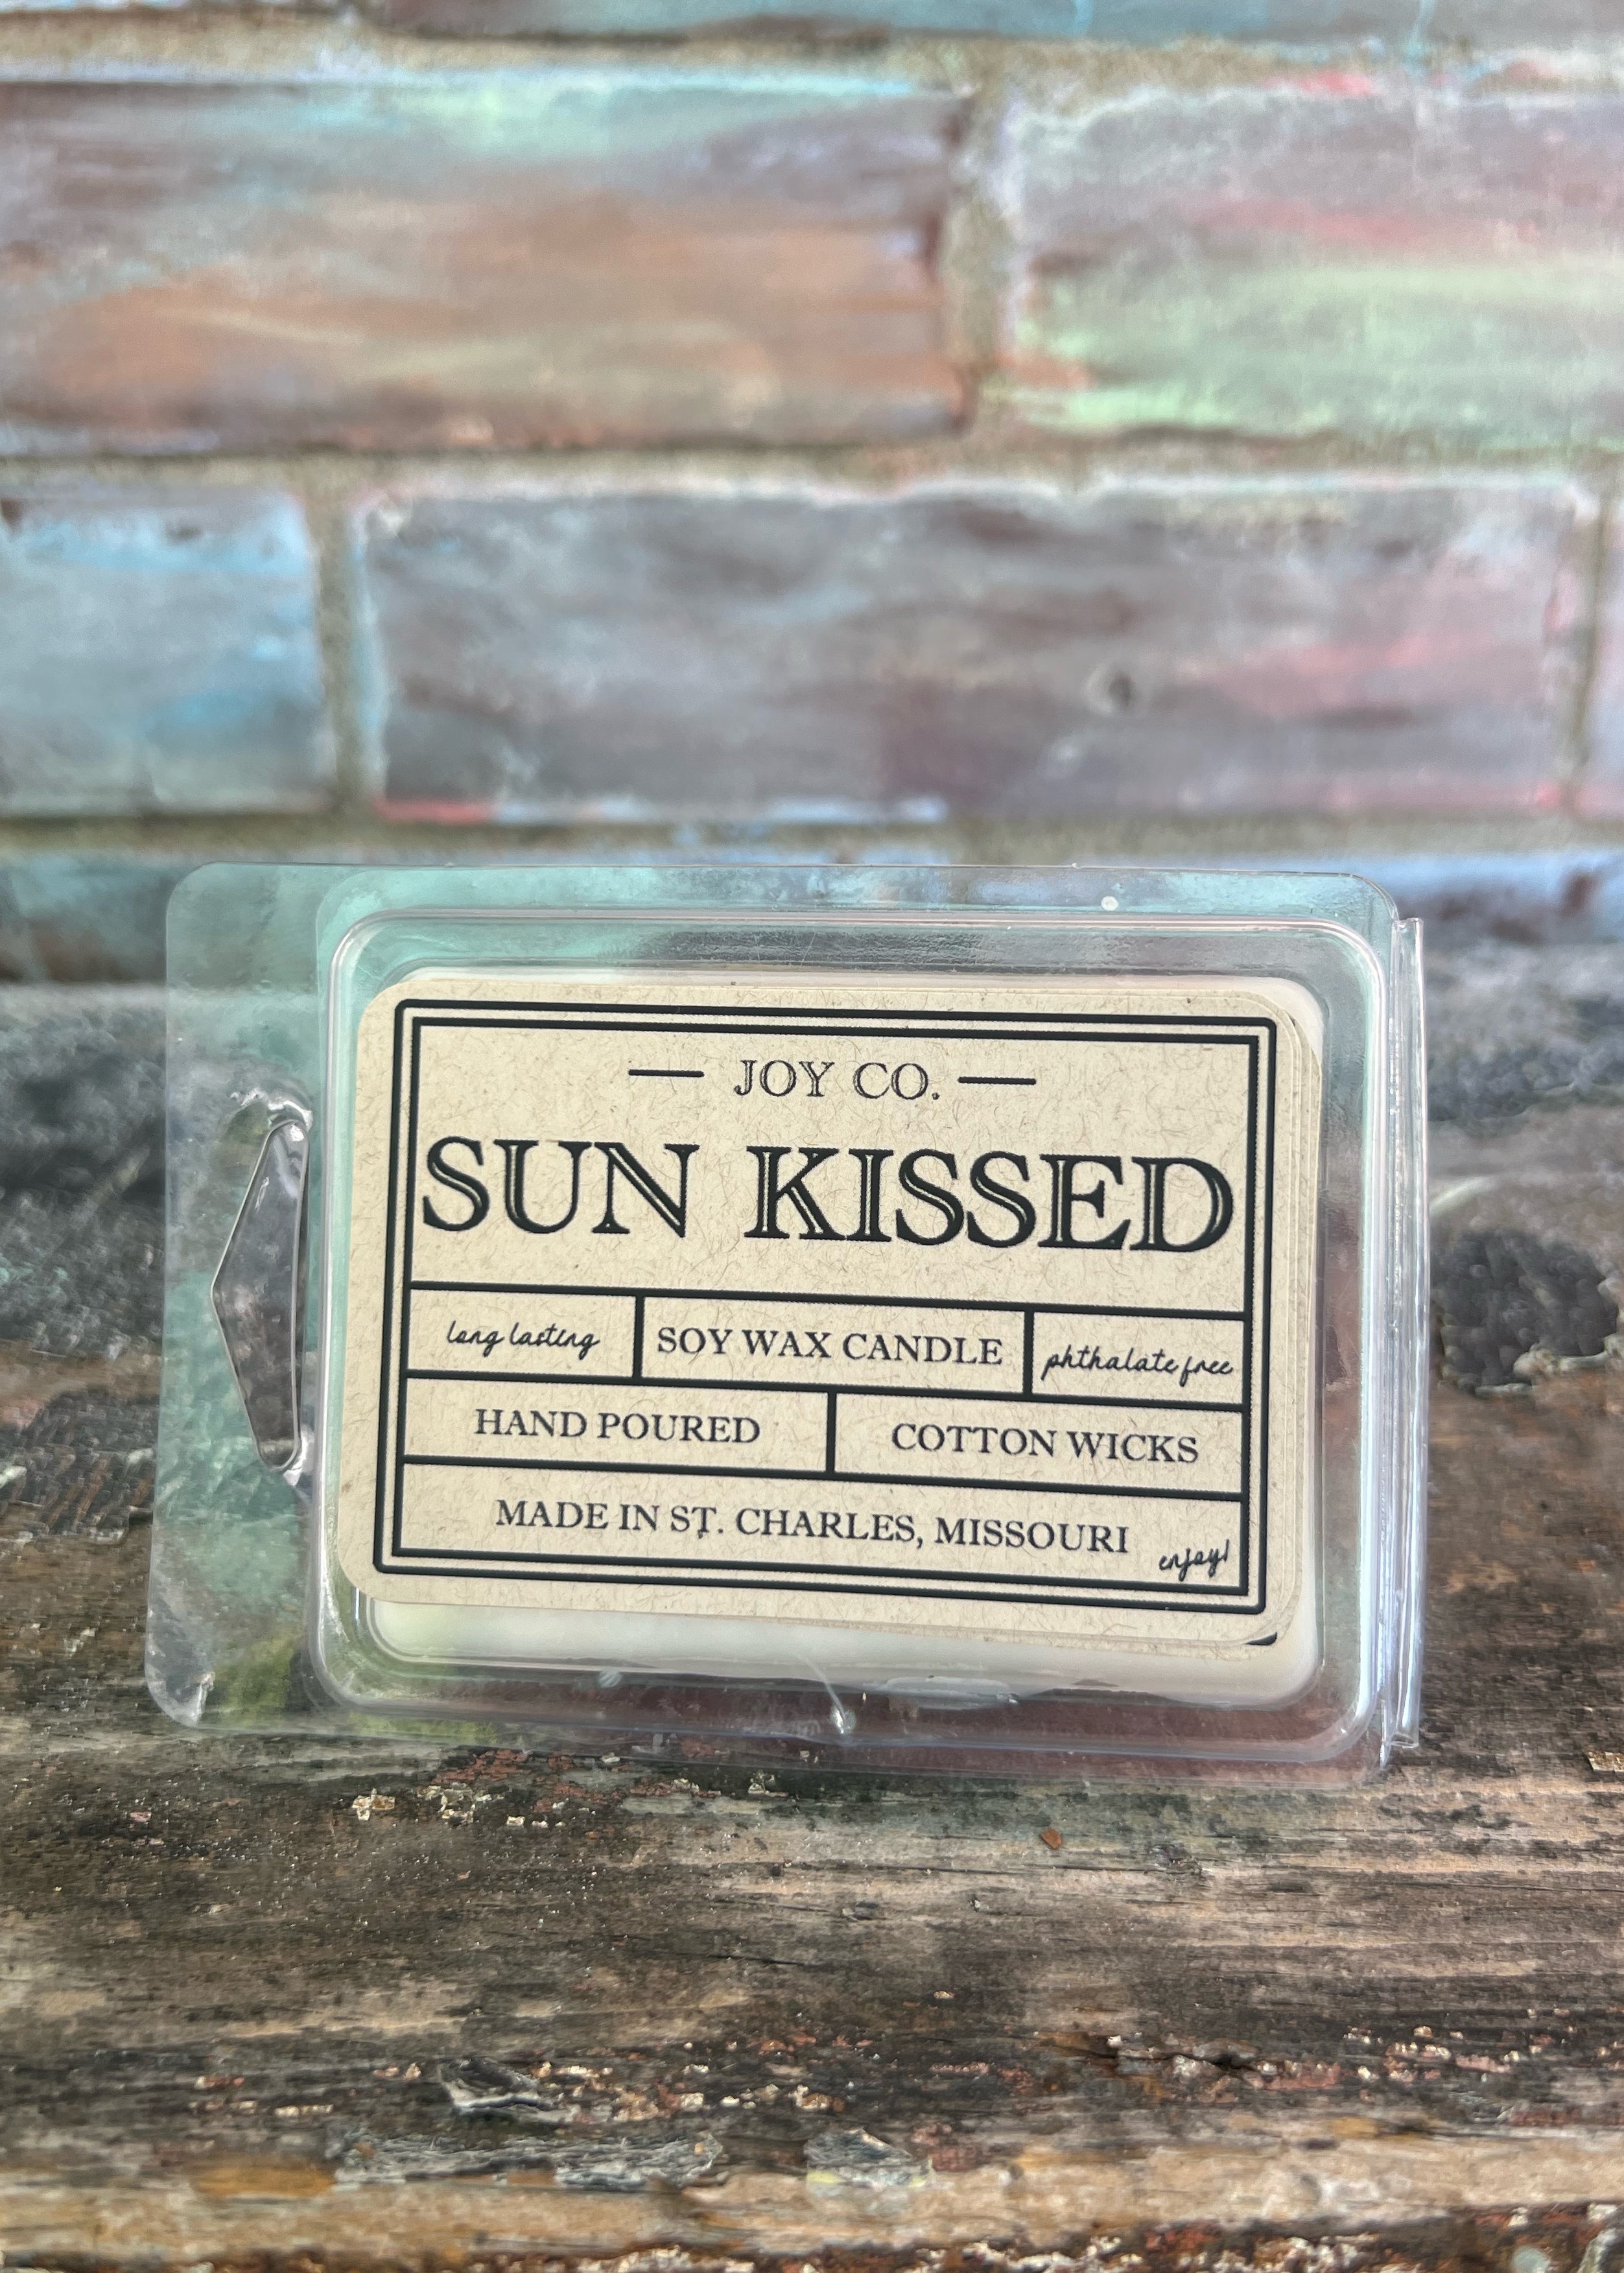 JOY CO.
SUN KISSED
long lasting
SOY WAX CANDLE
phthalate free
HAND POURED
COTTON WICKS
MADE IN ST. CHARLES, MISSOURI
enjoy!